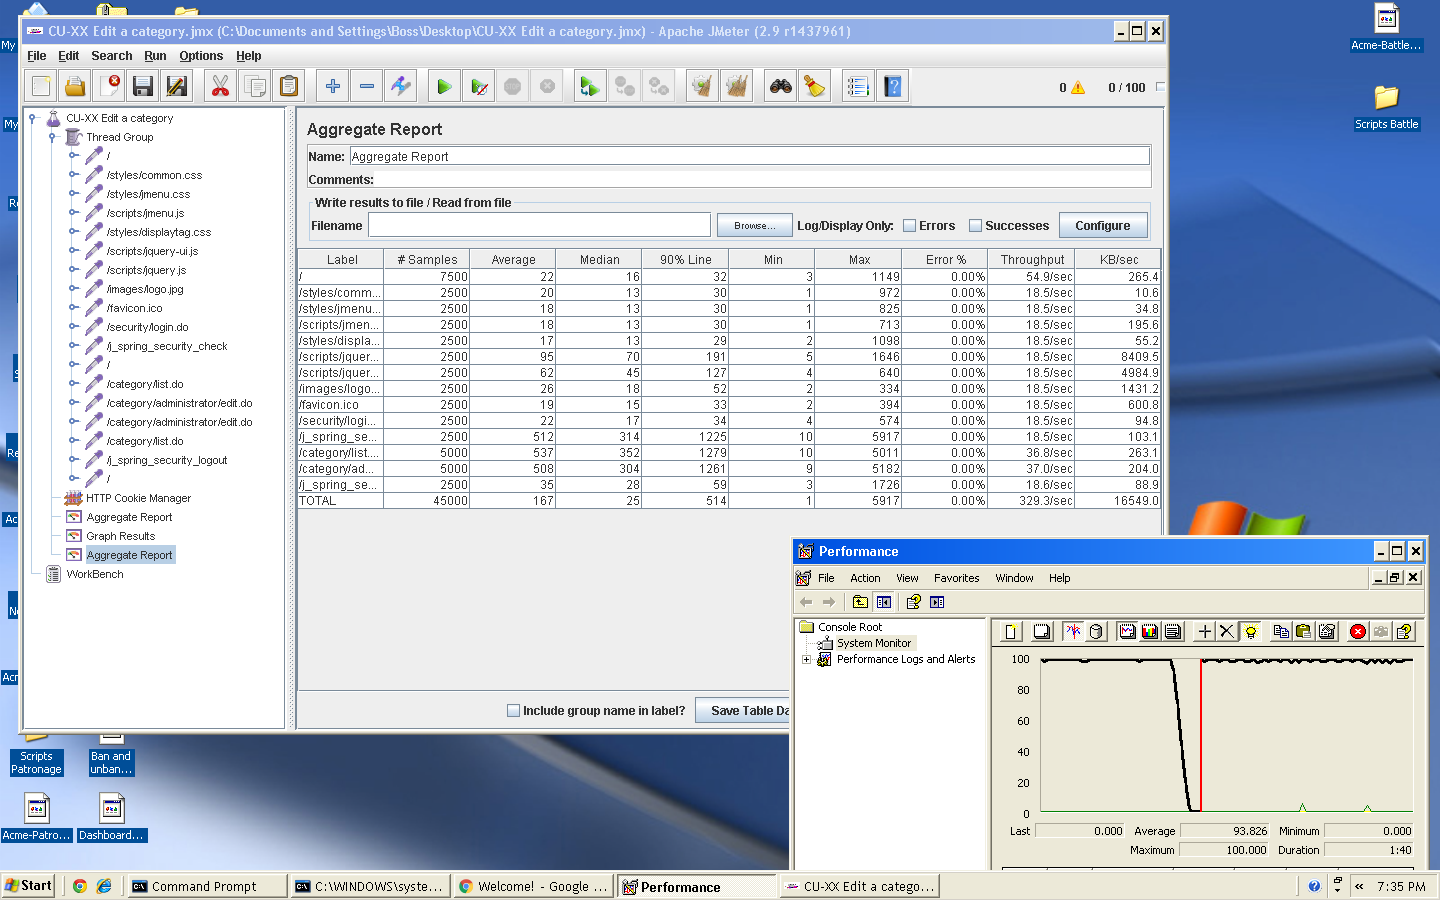 CU-XX Edit a category.jmx (C:\Documents and Settings\Boss\Desktop\CU-XX Edit a category.jmx) - Apache JMeter (2.9 r1437961)
File Edit Search Run Options Help
0 0 / 100
CU-XX Edit a category
Thread Group
/
/styles/common.css
/styles/jmenu.css
/scripts/jmenu.js
/styles/displaytag.css
/scripts/jquery-ui.js
/scripts/jquery.js
/images/logo.jpg
/favicon.ico
/security/login.do
/j_spring_security_check
/
/category/list.do
/category/administrator/edit.do
/category/administrator/edit.do
/category/list.do
/j_spring_security_logout
/
HTTP Cookie Manager
Aggregate Report
Graph Results
Aggregate Report
WorkBench
Aggregate Report
Name: Aggregate Report
Comments:
Write results to file / Read from file
Filename Browse... Log/Display Only: Errors Successes Configure
Label # Samples Average Median 90% Line Min Max Error % Throughput KB/sec
/ 7500 22 16 32 3 1149 0.00% 54.9/sec 265.4
/styles/comm... 2500 20 13 30 1 972 0.00% 18.5/sec 10.6
/styles/jmenu... 2500 18 13 30 1 825 0.00% 18.5/sec 34.8
/scripts/jmen... 2500 18 13 30 1 713 0.00% 18.5/sec 195.6
/styles/displa... 2500 17 13 29 2 1098 0.00% 18.5/sec 55.2
/scripts/jquer... 2500 95 70 191 5 1646 0.00% 18.5/sec 8409.5
/scripts/jquer... 2500 62 45 127 4 640 0.00% 18.5/sec 4984.9
/images/logo... 2500 26 18 52 2 334 0.00% 18.5/sec 1431.2
/favicon.ico 2500 19 15 33 2 394 0.00% 18.5/sec 600.8
/security/logi... 2500 22 17 34 4 574 0.00% 18.5/sec 94.8
/j_spring_se... 2500 512 314 1225 10 5917 0.00% 18.5/sec 103.1
/category/list.... 5000 537 352 1279 10 5011 0.00% 36.8/sec 263.1
/category/ad... 5000 508 304 1261 9 5182 0.00% 37.0/sec 204.0
/j_spring_se... 2500 35 28 59 3 1726 0.00% 18.6/sec 88.9
TOTAL 45000 167 25 514 1 5917 0.00% 329.3/sec 16549.0
Include group name in label? Save Table Da
Performance
File Action View Favorites Window Help
Console Root
System Monitor
Performance Logs and Alerts
100
80
60
40
20
0
Last 0.000 Average 93.826 Minimum 0.000
Maximum 100.000 Duration 1:40
Acme-Battle...
Scripts Battle
My
My
Re
Ac
Re
Ac
No
Ac
Scripts
Patronage
Ban and
unban...
Acme-Patro...
Dashboard...
Start Command Prompt C:\WINDOWS\syste... Welcome! - Google ... Performance CU-XX Edit a catego... « 7:35 PM